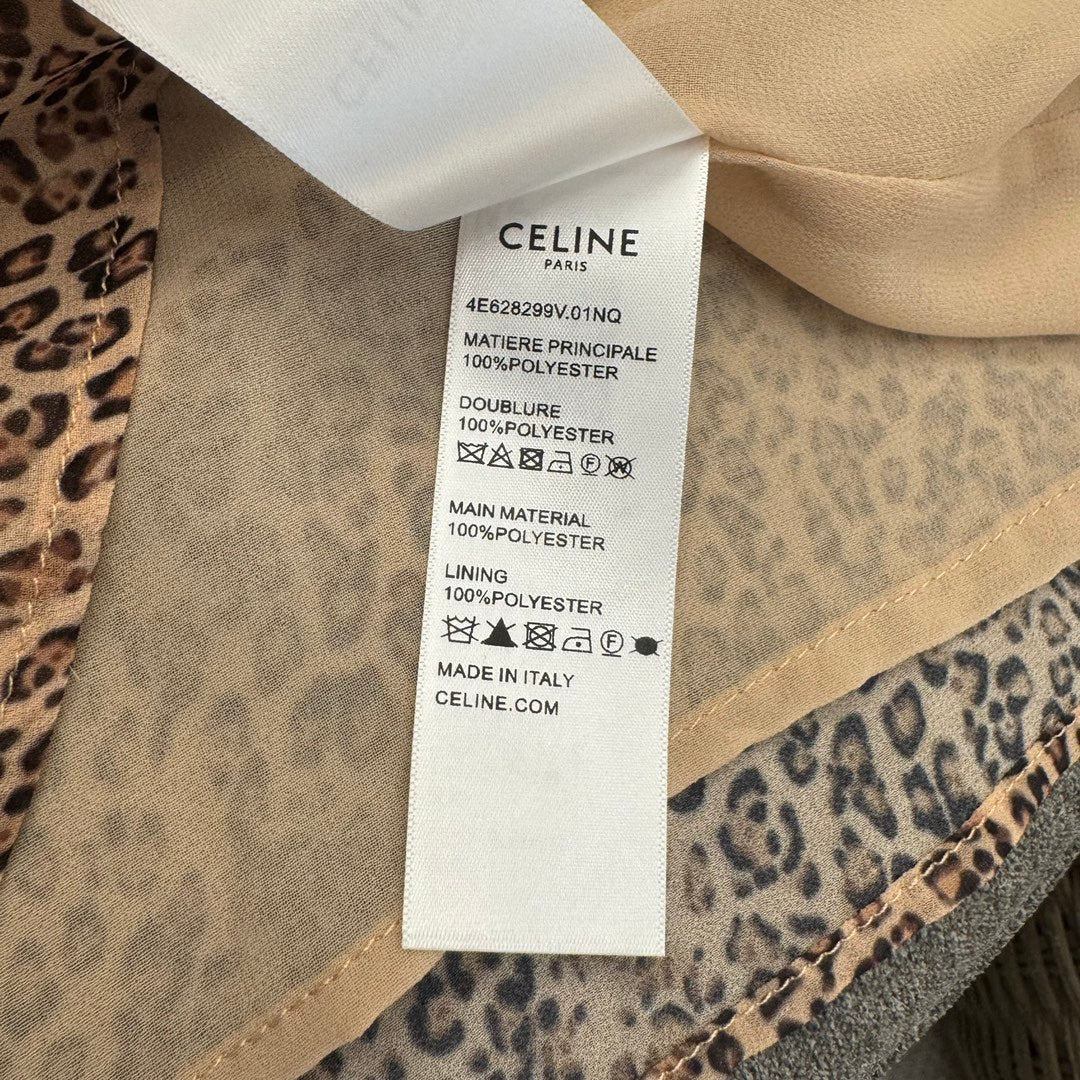 CELINE
PARIS
4E628299V.01NQ
MATIERE PRINCIPALE
100%POLYESTER
DOUBLURE
100%POLYESTER
F W
MAIN MATERIAL
100%POLYESTER
LINING
100%POLYESTER
F
MADE IN ITALY
CELINE.COM